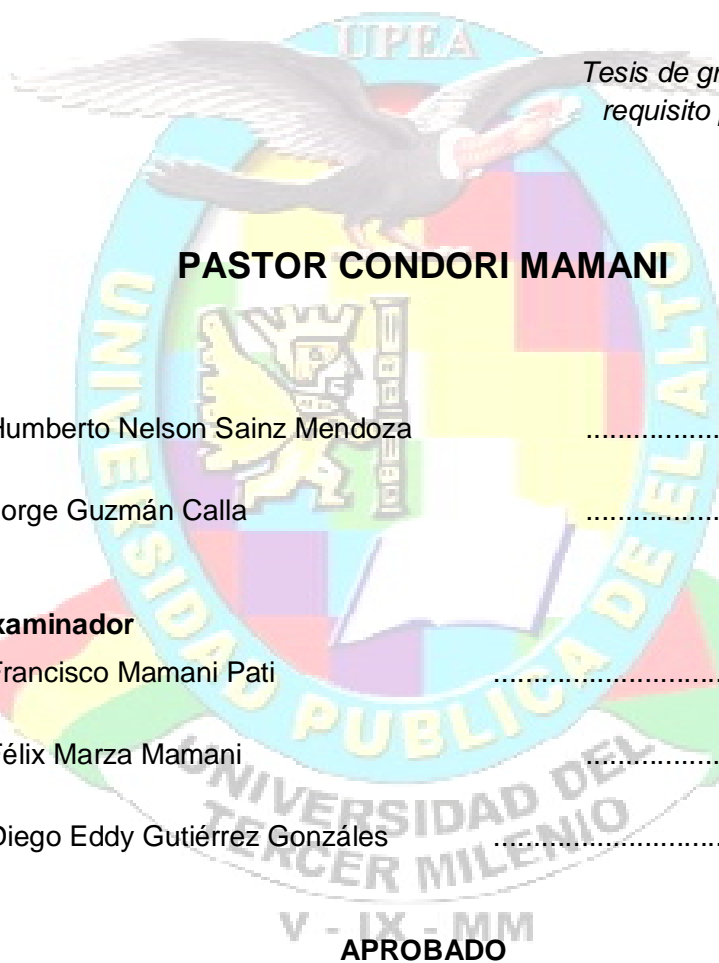 UPEA
Tesis de gr
requisito
PASTOR CONDORI MAMANI
Humberto Nelson Sainz Mendoza ....................
Jorge Guzmán Calla ....................
xaminador
Francisco Mamani Pati ..............................
Félix Marza Mamani ....................
Diego Eddy Gutiérrez Gonzáles ..............................
UNIVERSIDAD PUBLICA DE EL ALTO
UNIVERSIDAD DEL
TERCER MILENIO
V - IX - MM
APROBADO